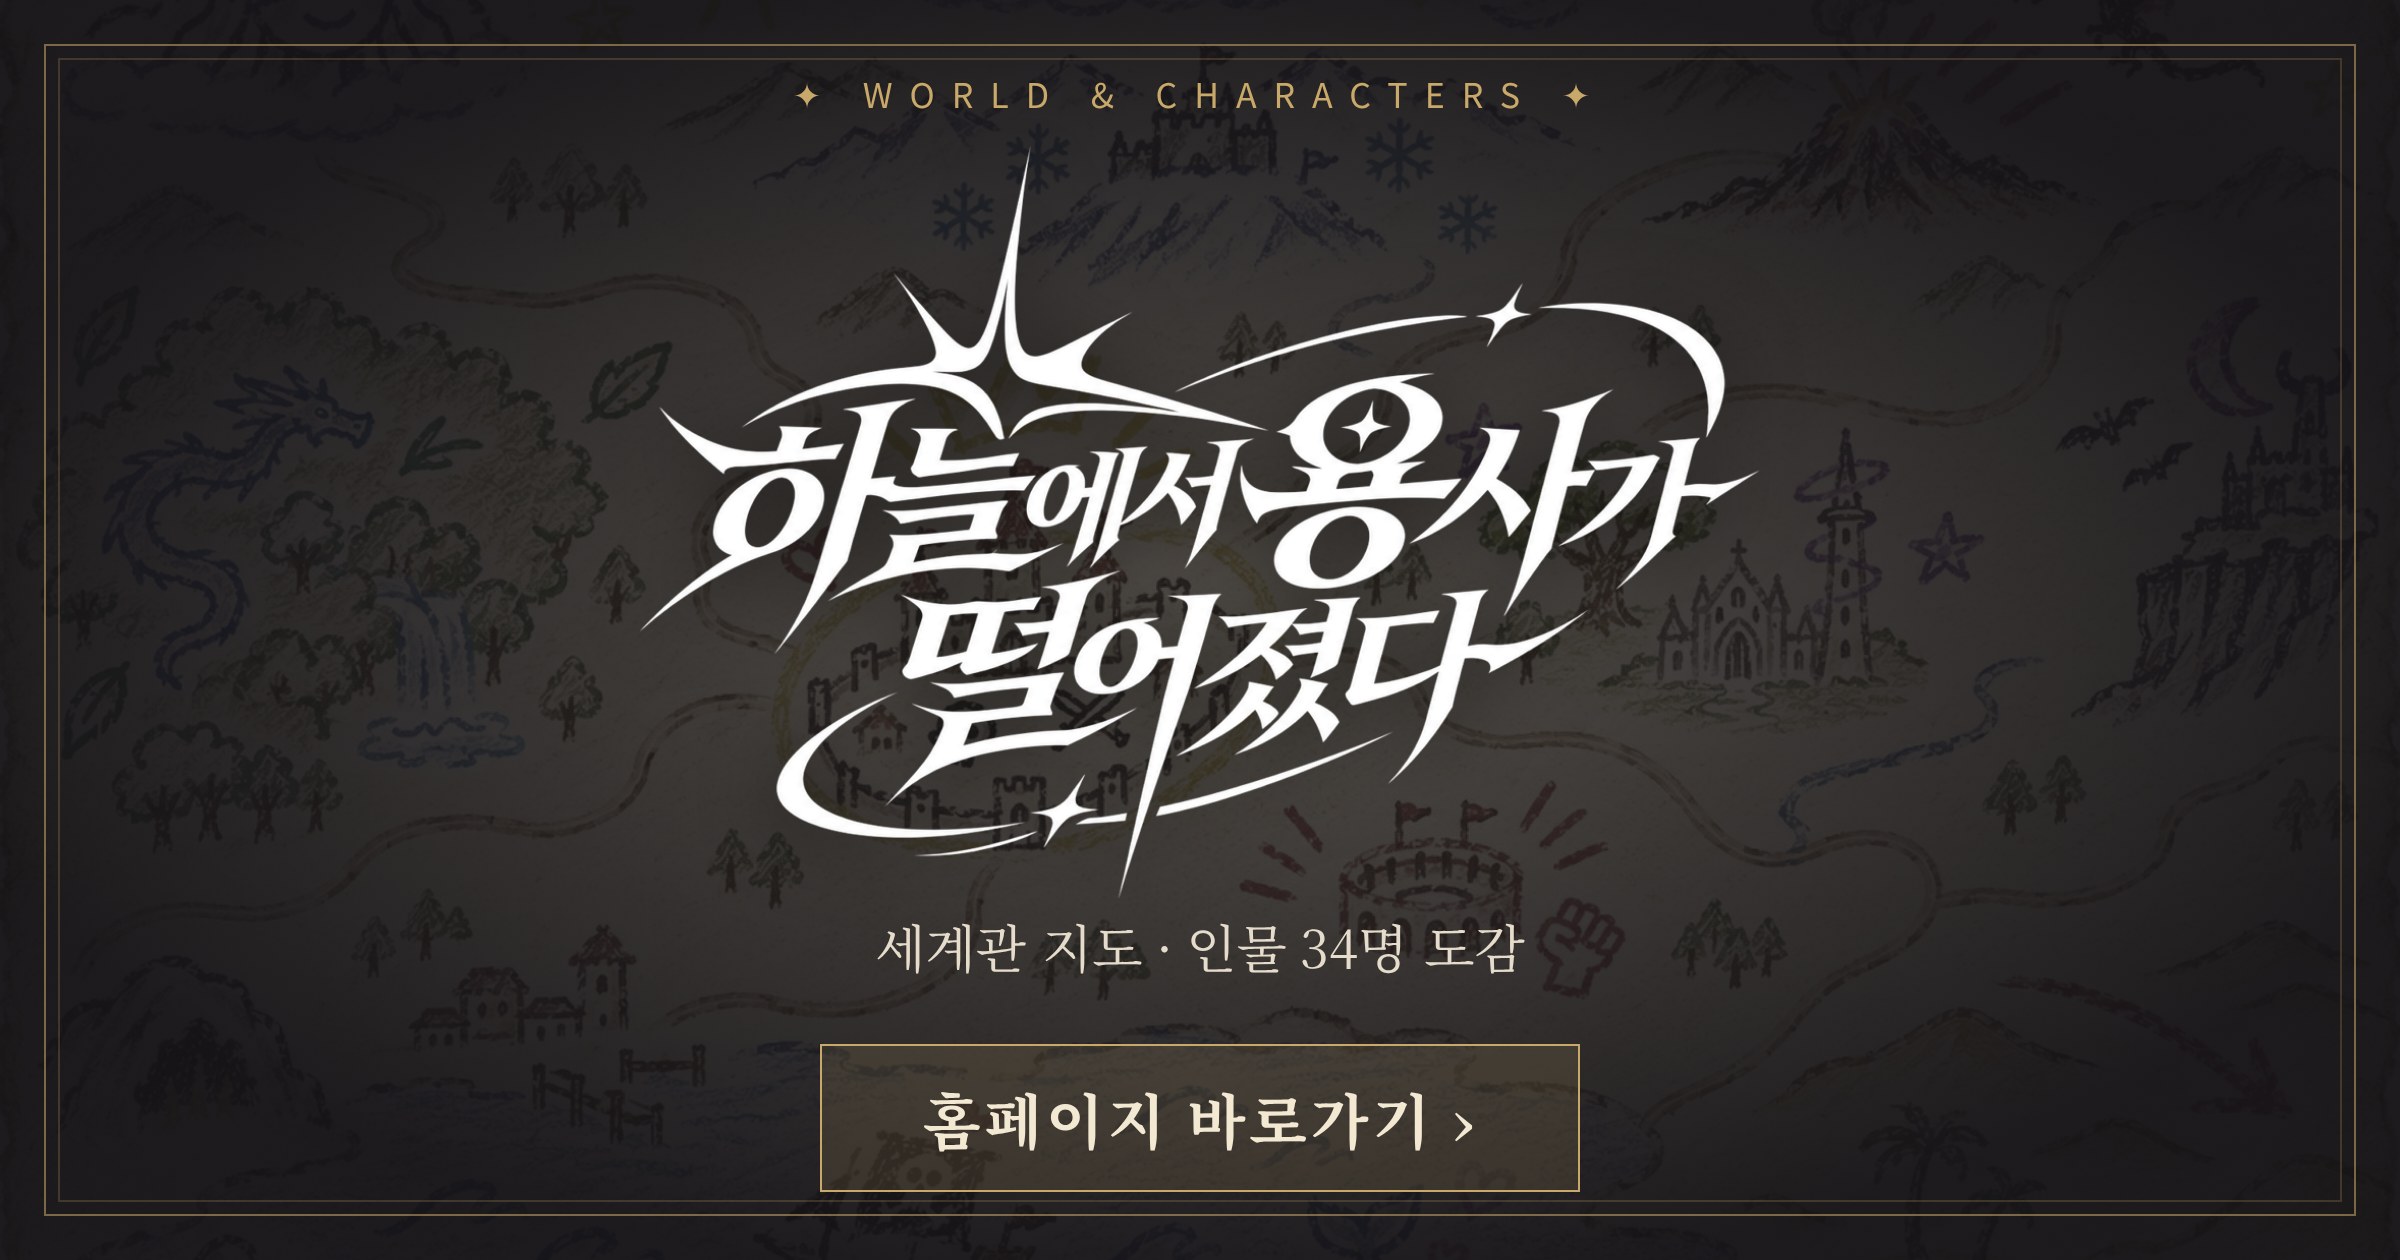 ✦ WORLD & CHARACTERS ✦
하늘에서 용사가
떨어졌다
세계관 지도 · 인물 34명 도감
홈페이지 바로가기 ›